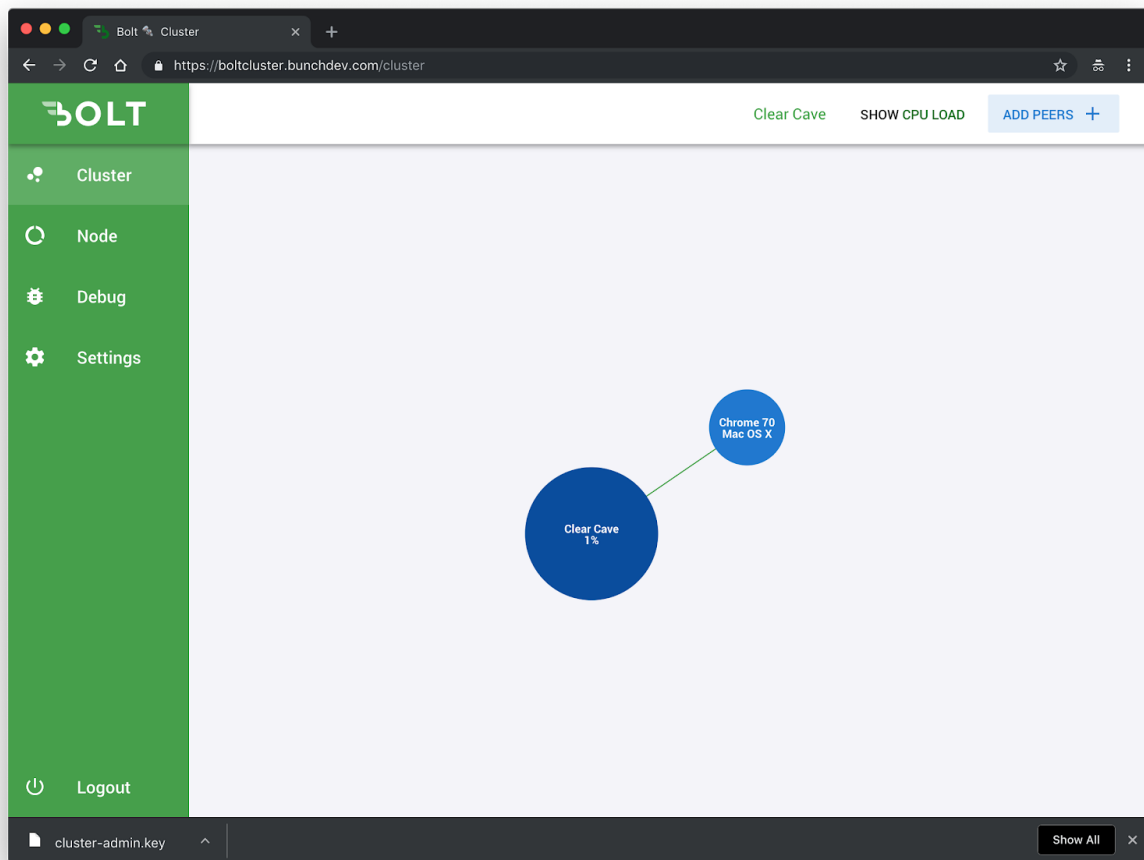 Bolt Cluster
https://boltcluster.bunchdev.com/cluster
BOLT
Clear Cave
SHOW CPU LOAD
ADD PEERS
Cluster
Node
Debug
Settings
Chrome 70
Mac OS X
Clear Cave
1%
Logout
cluster-admin.key
Show All